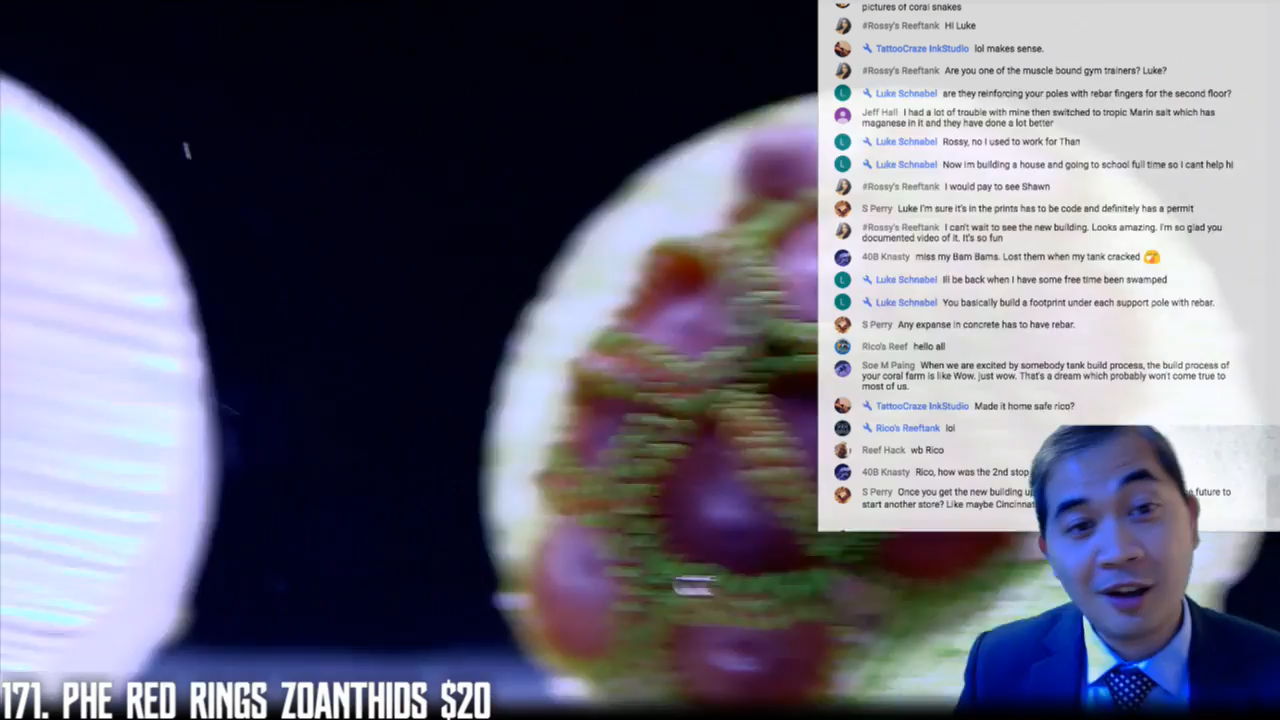 pictures of coral snakes
#Rossy's Reeftank Hi Luke
TattooCraze InkStudio lol makes sense.
#Rossy's Reeftank Are you one of the muscle bound gym trainers? Luke?
L Luke Schnabel are they reinforcing your poles with rebar fingers for the second floor?
Jeff Hall I had a lot of trouble with mine then switched to tropic Marin salt which has
maganese in it and they have done a lot better
L Luke Schnabel Rossy, no I used to work for Than
L Luke Schnabel Now im building a house and going to school full time so I cant help hi
#Rossy's Reeftank I would pay to see Shawn
S Perry Luke I'm sure it's in the prints has to be code and definitely has a permit
#Rossy's Reeftank I can't wait to see the new building. Looks amazing. I'm so glad you
documented video of it. It's so fun
40B Knasty miss my Bam Bams. Lost them when my tank cracked
L Luke Schnabel Ill be back when I have some free time been swamped
L Luke Schnabel You basically build a footprint under each support pole with rebar.
S Perry Any expanse in concrete has to have rebar.
Rico's Reef hello all
Soe M Paing When we are excited by somebody tank build process, the build process of
your coral farm is like Wow. just wow. That's a dream which probably won't come true to
most of us.
TattooCraze InkStudio Made it home safe rico?
Rico's Reeftank lol
Reef Hack wb Rico
40B Knasty Rico, how was the 2nd stop
S Perry Once you get the new building up future to
start another store? Like maybe Cincinnat
171. PHE RED RINGS ZOANTHIDS $20